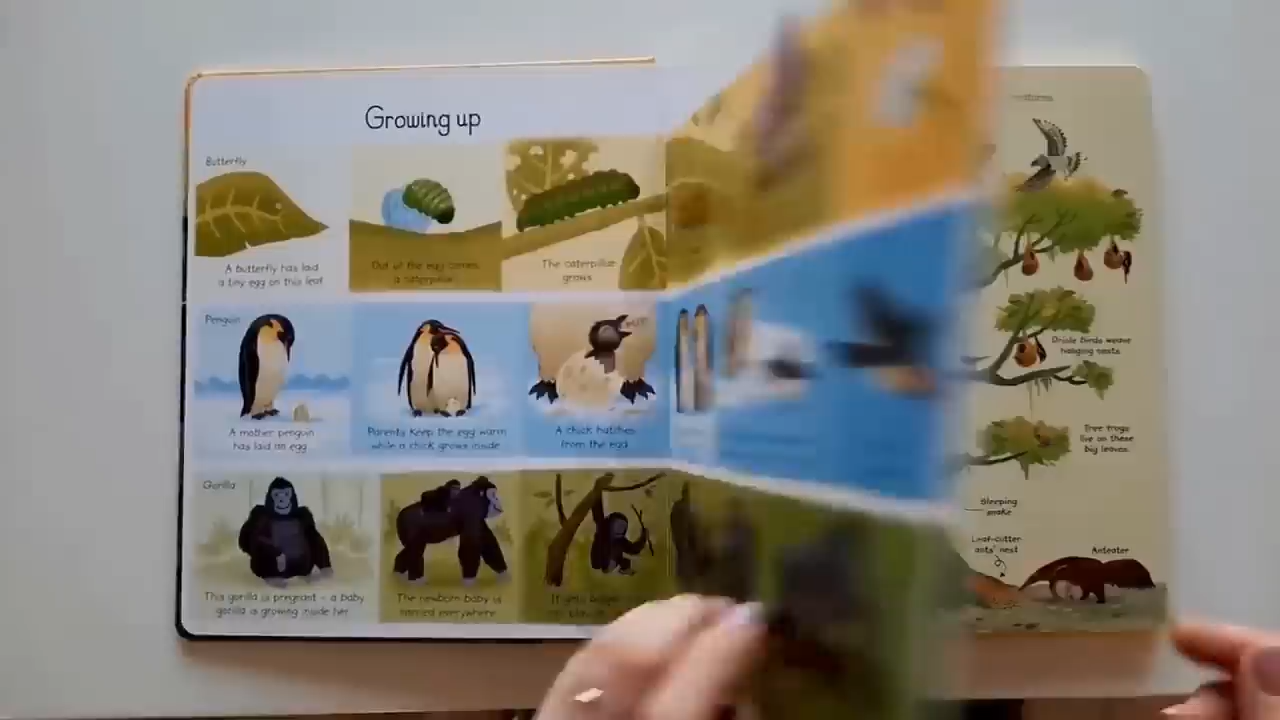 Growing up
Butterfly
A butterfly has laid
a tiny egg on this leaf
Out of the egg comes
a caterpillar
The caterpillar
grows
Penguin
A mother penguin
has laid an egg
Parents keep the egg warm
while a chick grows inside
A chick hatches
from the egg
Gorilla
This gorilla is pregnant - a baby
gorilla is growing inside her
The newborn baby is
carried everywhere
Oriole birds weave
hanging nests
Tree frogs
live on these
big leaves.
Sleeping
snake
Leaf-cutter
ants' nest
Anteater